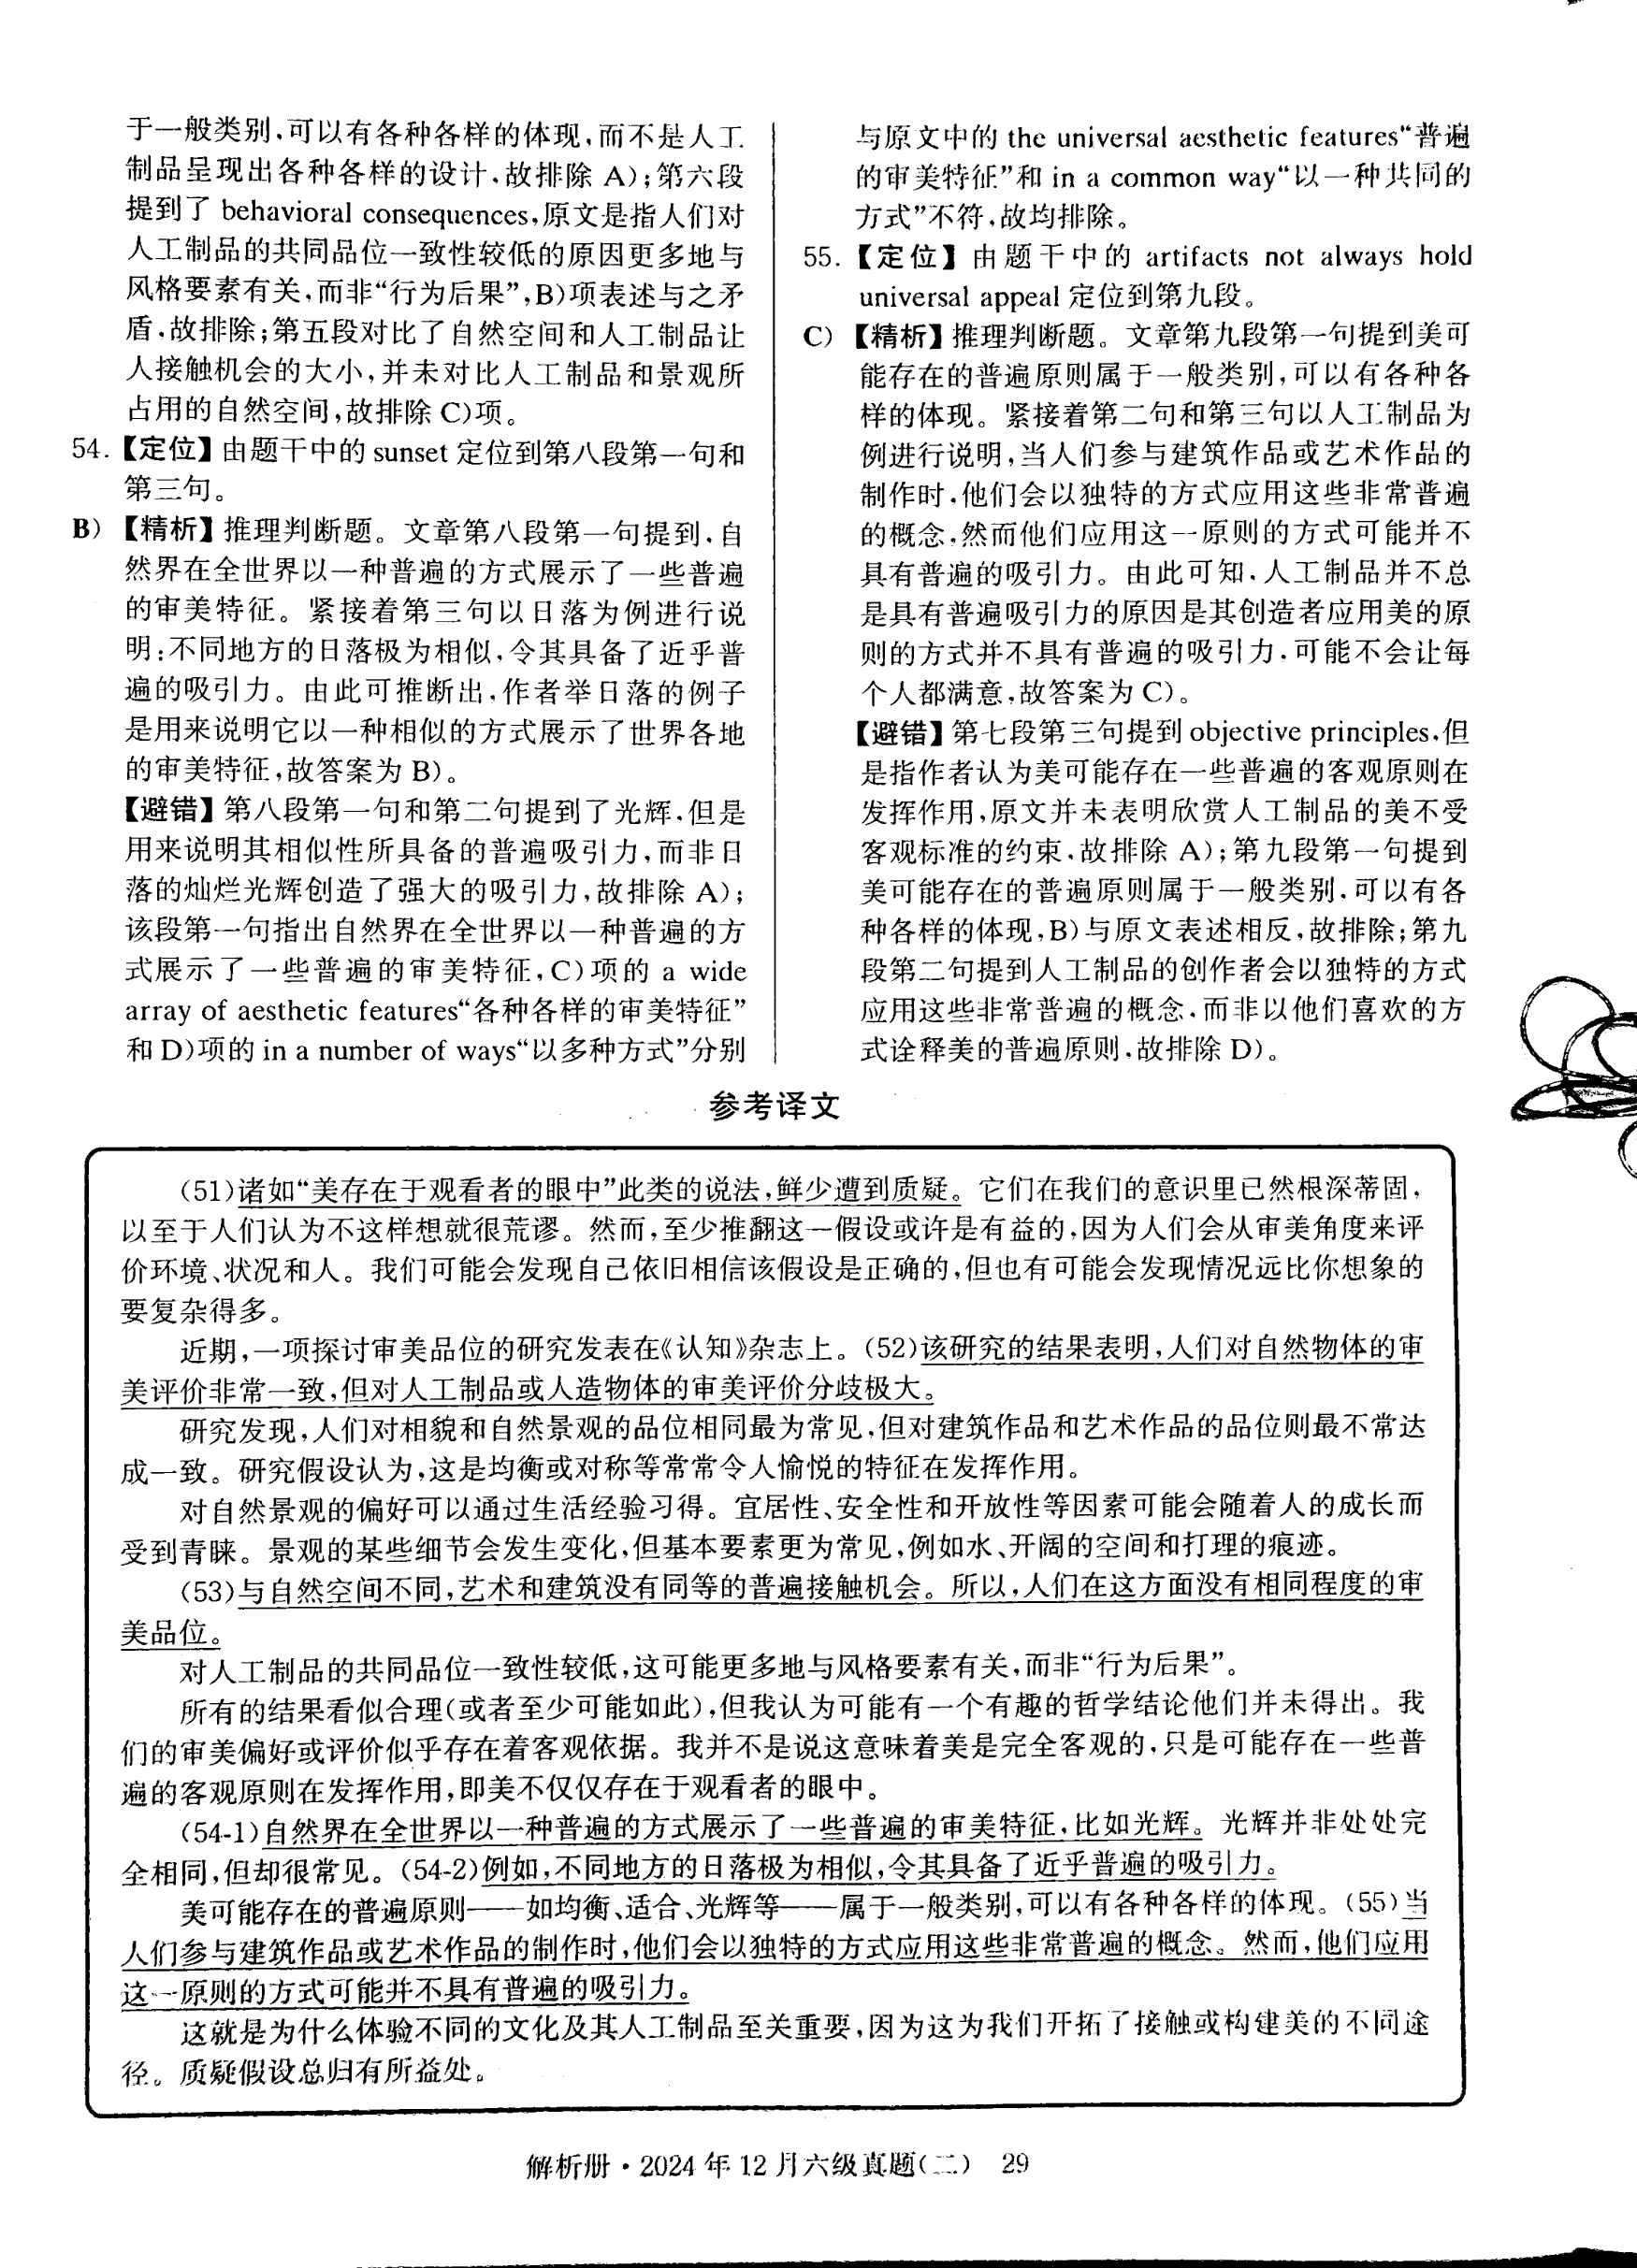 于一般类别,可以有各种各样的体现,而不是人工
制品呈现出各种各样的设计,故排除 A);第六段
提到了 behavioral consequences,原文是指人们对
人工制品的共同品位一致性较低的原因更多地与
风格要素有关,而非“行为后果”,B)项表述与之矛
盾,故排除;第五段对比了自然空间和人工制品让
人接触机会的大小,并未对比人工制品和景观所
占用的自然空间,故排除 C)项。
54.【定位】由题干中的 sunset 定位到第八段第一句和
第三句。
B)【精析】推理判断题。文章第八段第一句提到,自
然界在全世界以一种普遍的方式展示了一些普遍
的审美特征。紧接着第三句以日落为例进行说
明:不同地方的日落极为相似,令其具备了近乎普
遍的吸引力。由此可推断出,作者举日落的例子
是用来说明它以一种相似的方式展示了世界各地
的审美特征,故答案为 B)。
【避错】第八段第一句和第二句提到了光辉,但是
用来说明其相似性所具备的普遍吸引力,而非日
落的灿烂光辉创造了强大的吸引力,故排除 A);
该段第一句指出自然界在全世界以一种普遍的方
式展示了一些普遍的审美特征,C)项的 a wide
array of aesthetic features“各种各样的审美特征”
和 D)项的 in a number of ways“以多种方式”分别
与原文中的 the universal aesthetic features“普遍
的审美特征”和 in a common way“以一种共同的
方式”不符,故均排除。
55.【定位】由题干中的 artifacts not always hold
universal appeal 定位到第九段。
C)【精析】推理判断题。文章第九段第一句提到美可
能存在的普遍原则属于一般类别,可以有各种各
样的体现。紧接着第二句和第三句以人工制品为
例进行说明,当人们参与建筑作品或艺术作品的
制作时,他们会以独特的方式应用这些非常普遍
的概念,然而他们应用这一原则的方式可能并不
具有普遍的吸引力。由此可知,人工制品并不总
是具有普遍吸引力的原因是其创造者应用美的原
则的方式并不具有普遍的吸引力,可能不会让每
个人都满意,故答案为 C)。
【避错】第七段第三句提到 objective principles,但
是指作者认为美可能存在一些普遍的客观原则在
发挥作用,原文并未表明欣赏人工制品的美不受
客观标准的约束,故排除 A);第九段第一句提到
美可能存在的普遍原则属于一般类别,可以有各
种各样的体现,B)与原文表述相反,故排除;第九
段第二句提到人工制品的创作者会以独特的方式
应用这些非常普遍的概念,而非以他们喜欢的方
式诠释美的普遍原则,故排除 D)。
参考译文
(51)诸如“美存在于观看者的眼中”此类的说法,鲜少遭到质疑。它们在我们的意识里已然根深蒂固,
以至于人们认为不这样想就很荒谬。然而,至少推翻这一假设或许是有益的,因为人们会从审美角度来评
价环境、状况和人。我们可能会发现自己依旧相信该假设是正确的,但也有可能会发现情况远比你想象的
要复杂得多。
近期,一项探讨审美品位的研究发表在《认知》杂志上。(52)该研究的结果表明,人们对自然物体的审
美评价非常一致,但对人工制品或人造物体的审美评价分歧极大。
研究发现,人们对相貌和自然景观的品位相同最为常见,但对建筑作品和艺术作品的品位则最不常达
成一致。研究假设认为,这是均衡或对称等常常令人愉悦的特征在发挥作用。
对自然景观的偏好可以通过生活经验习得。宜居性、安全性和开放性等因素可能会随着人的成长而
受到青睐。景观的某些细节会发生变化,但基本要素更为常见,例如水、开阔的空间和打理的痕迹。
(53)与自然空间不同,艺术和建筑没有同等的普遍接触机会。所以,人们在这方面没有相同程度的审
美品位。
对人工制品的共同品位一致性较低,这可能更多地与风格要素有关,而非“行为后果”。
所有的结果看似合理(或者至少可能如此),但我认为可能有一个有趣的哲学结论他们并未得出。我
们的审美偏好或评价似乎存在着客观依据。我并不是说这意味着美是完全客观的,只是可能存在一些普
遍的客观原则在发挥作用,即美不仅仅存在于观看者的眼中。
(54-1)自然界在全世界以一种普遍的方式展示了一些普遍的审美特征,比如光辉。光辉并非处处完
全相同,但却很常见。(54-2)例如,不同地方的日落极为相似,令其具备了近乎普遍的吸引力。
美可能存在的普遍原则——如均衡、适合、光辉等——属于一般类别,可以有各种各样的体现。(55)当
人们参与建筑作品或艺术作品的制作时,他们会以独特的方式应用这些非常普遍的概念。然而,他们应用
这一原则的方式可能并不具有普遍的吸引力。
这就是为什么体验不同的文化及其人工制品至关重要,因为这为我们开拓了接触或构建美的不同途
径。质疑假设总归有所益处。
解析册·2024 年 12 月六级真题(二) 29